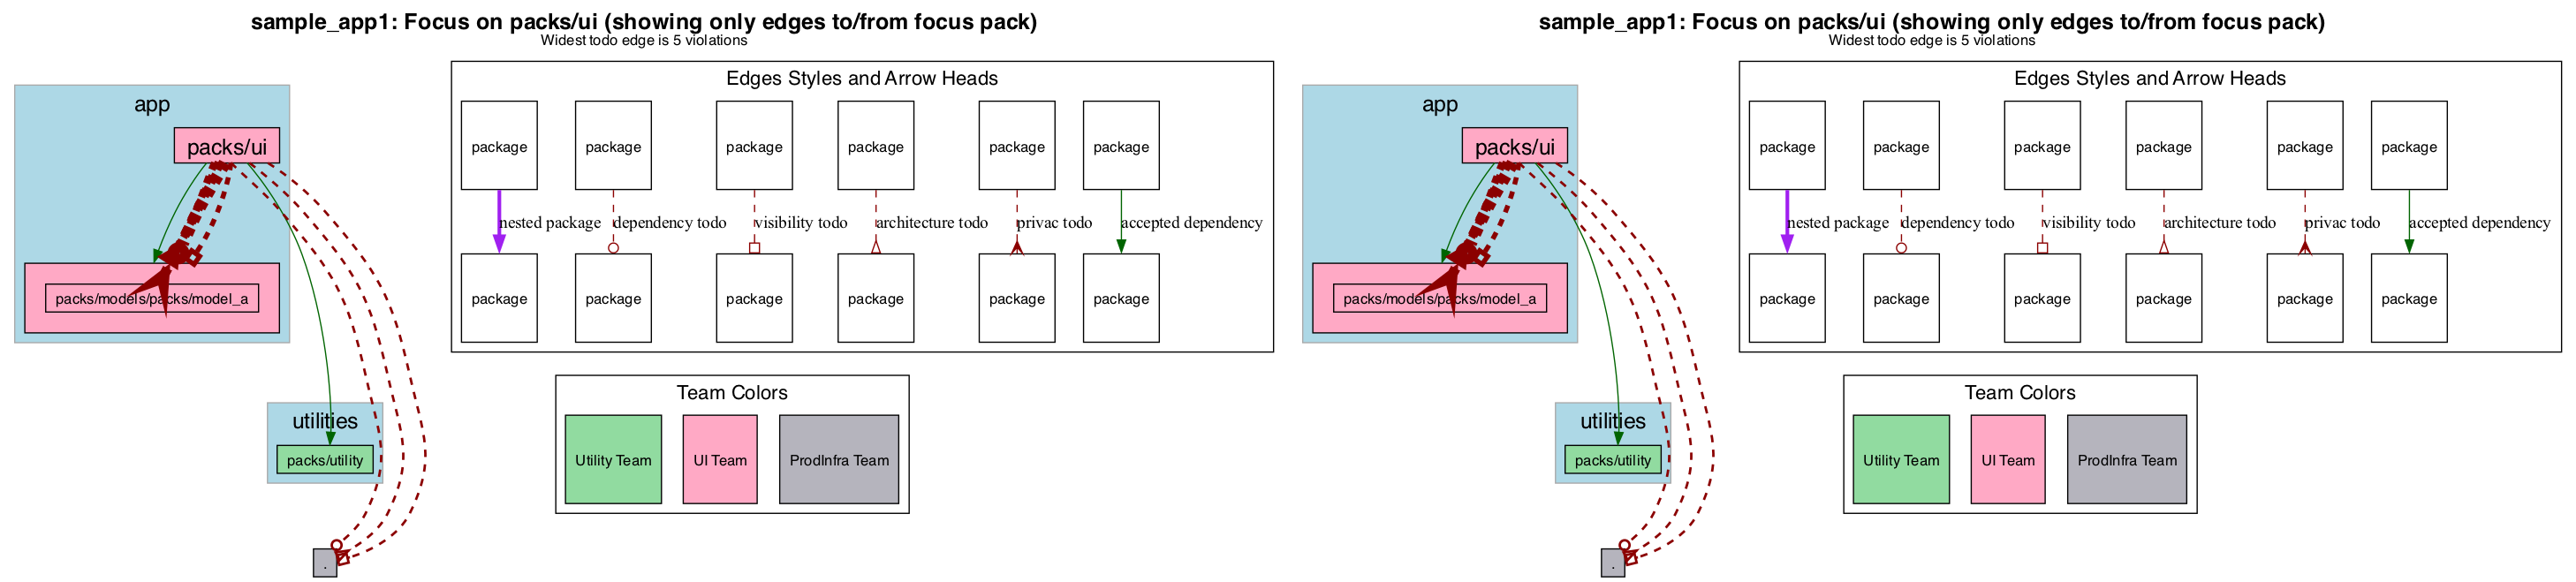 sample_app1: Focus on packs/ui (showing only edges to/from focus pack)
Widest todo edge is 5 violations
app
packs/ui
packs/models/packs/model_a
utilities
packs/utility
.
Edges Styles and Arrow Heads
package package package package package package
nested package dependency todo visibility todo architecture todo privac todo accepted dependency
package package package package package package
Team Colors
Utility Team UI Team ProdInfra Team
sample_app1: Focus on packs/ui (showing only edges to/from focus pack)
Widest todo edge is 5 violations
app
packs/ui
packs/models/packs/model_a
utilities
packs/utility
.
Edges Styles and Arrow Heads
package package package package package package
nested package dependency todo visibility todo architecture todo privac todo accepted dependency
package package package package package package
Team Colors
Utility Team UI Team ProdInfra Team